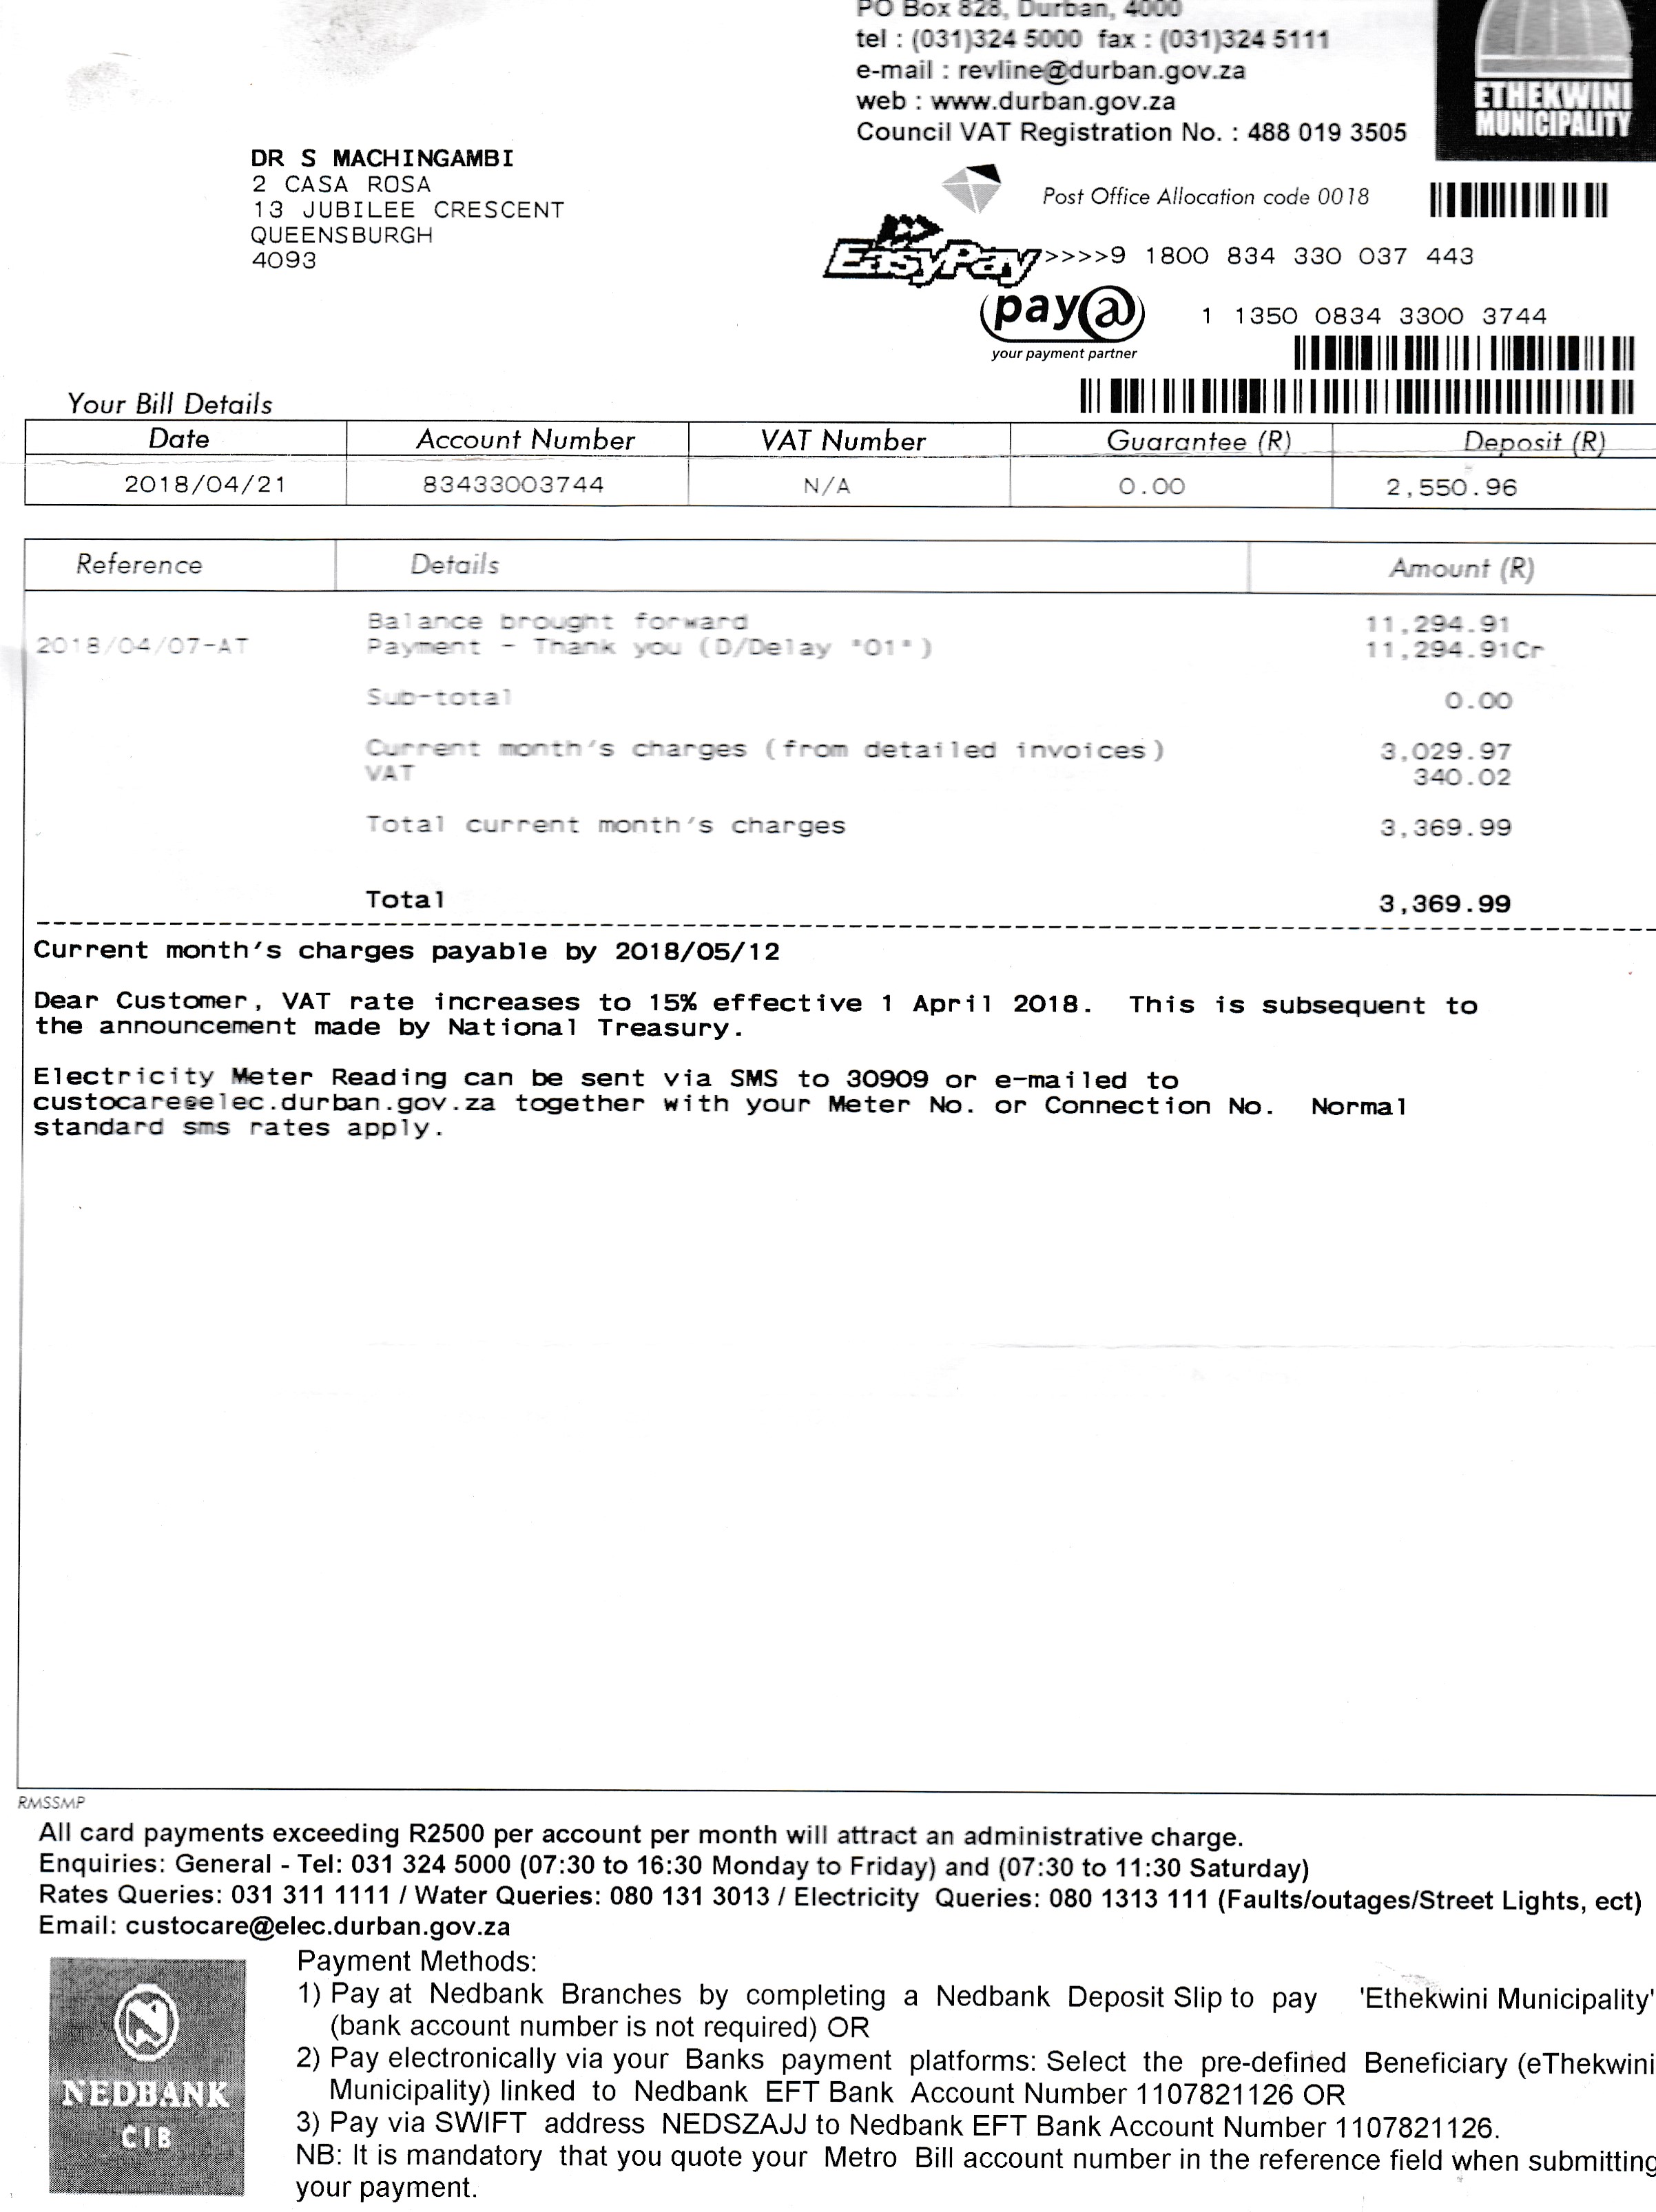 PO Box 828, Durban, 4000
tel : (031)324 5000 fax : (031)324 5111
e-mail : revline@durban.gov.za
web : www.durban.gov.za
Council VAT Registration No. : 488 019 3505
ETHEKWINI
MUNICIPALITY
DR S MACHINGAMBI
2 CASA ROSA
13 JUBILEE CRESCENT
QUEENSBURGH
4093
Post Office Allocation code 0018
EasyPay >>>>9 1800 834 330 037 443
pay@ 1 1350 0834 3300 3744
your payment partner
Your Bill Details
Date Account Number VAT Number Guarantee (R) Deposit (R)
2018/04/21 83433003744 N/A 0.00 2,550.96
Reference Details Amount (R)
Balance brought forward 11,294.91
2018/04/07-AT Payment - Thank you (D/Delay "01") 11,294.91Cr
Sub-total 0.00
Current month's charges (from detailed invoices) 3,029.97
VAT 340.02
Total current month's charges 3,369.99
Total 3,369.99
Current month's charges payable by 2018/05/12
Dear Customer, VAT rate increases to 15% effective 1 April 2018. This is subsequent to
the announcement made by National Treasury.
Electricity Meter Reading can be sent via SMS to 30909 or e-mailed to
custocare@elec.durban.gov.za together with your Meter No. or Connection No. Normal
standard sms rates apply.
RMSSMP
All card payments exceeding R2500 per account per month will attract an administrative charge.
Enquiries: General - Tel: 031 324 5000 (07:30 to 16:30 Monday to Friday) and (07:30 to 11:30 Saturday)
Rates Queries: 031 311 1111 / Water Queries: 080 131 3013 / Electricity Queries: 080 1313 111 (Faults/outages/Street Lights, ect)
Email: custocare@elec.durban.gov.za
NEDBANK
CIB
Payment Methods:
1) Pay at Nedbank Branches by completing a Nedbank Deposit Slip to pay 'Ethekwini Municipality'
(bank account number is not required) OR
2) Pay electronically via your Banks payment platforms: Select the pre-defined Beneficiary (eThekwini
Municipality) linked to Nedbank EFT Bank Account Number 1107821126 OR
3) Pay via SWIFT address NEDSZAJJ to Nedbank EFT Bank Account Number 1107821126.
NB: It is mandatory that you quote your Metro Bill account number in the reference field when submitting
your payment.